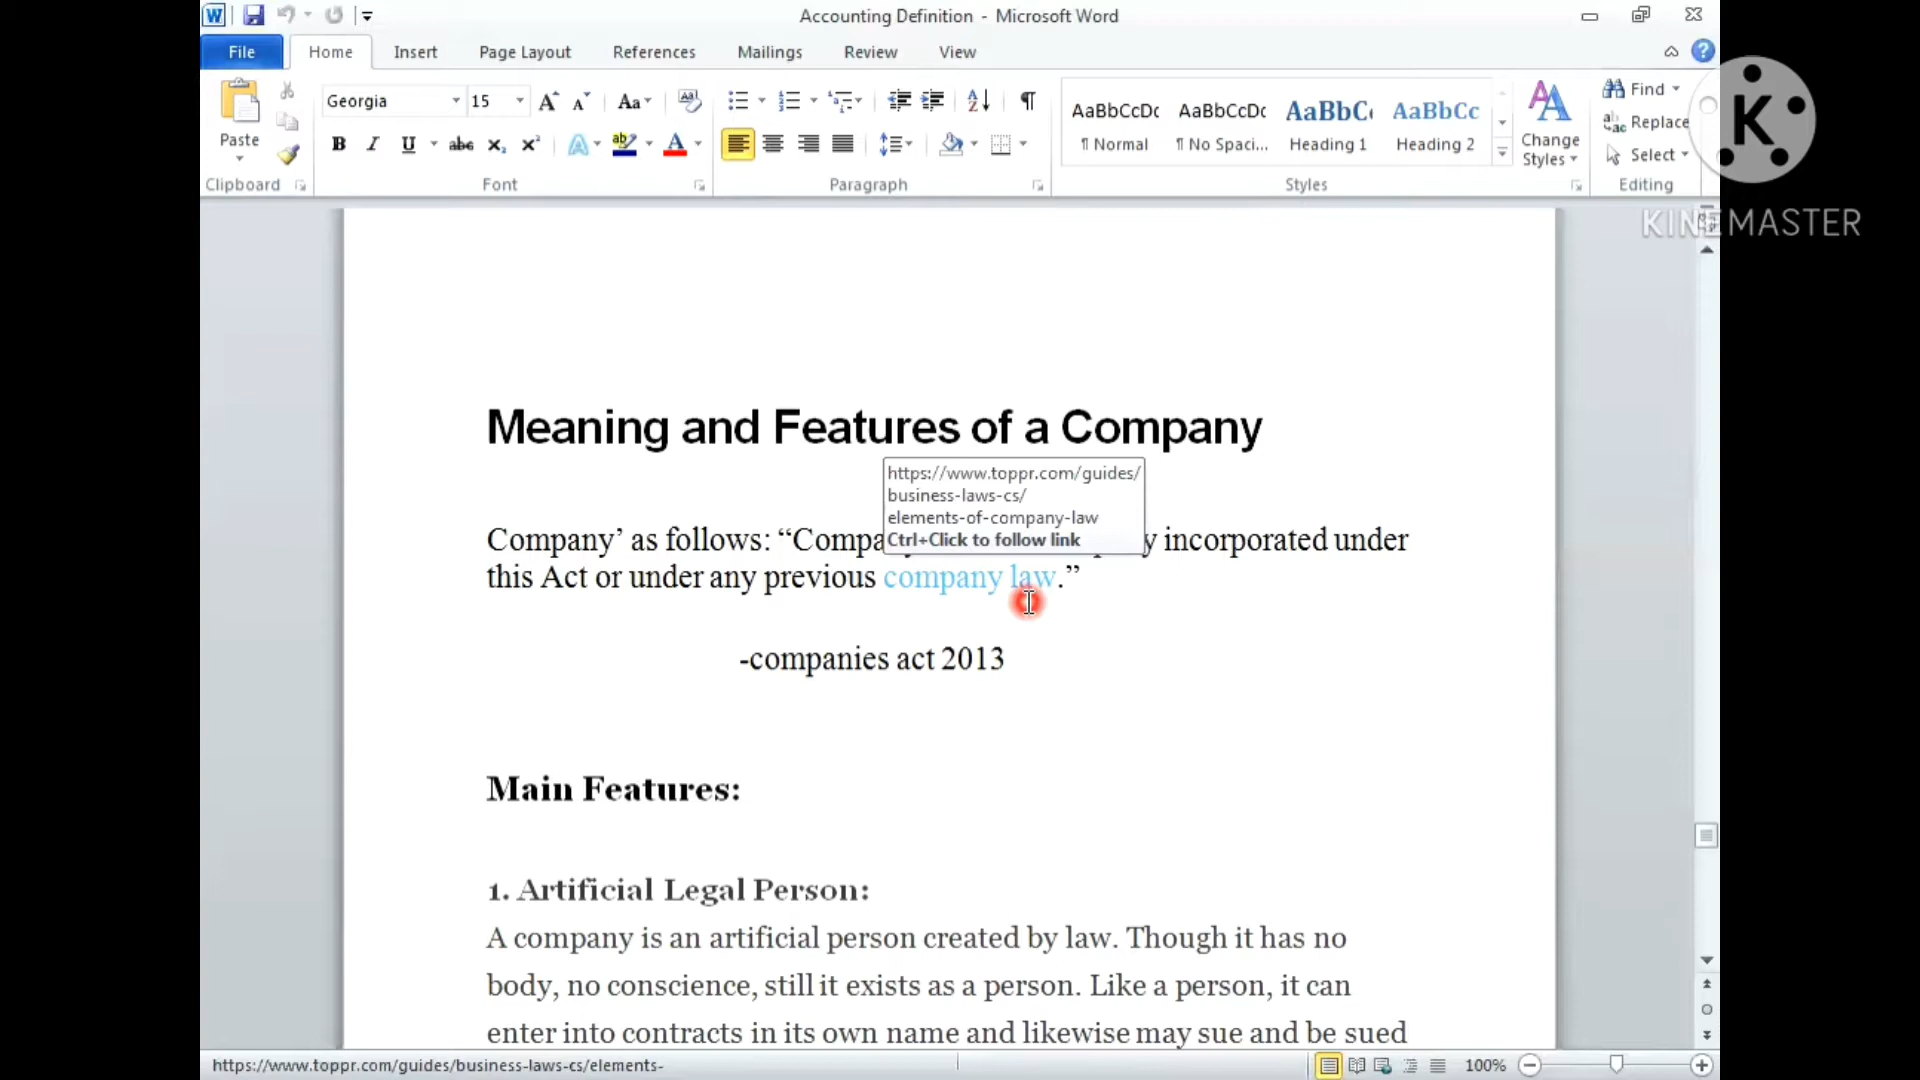 Accounting Definition - Microsoft Word
File Home Insert Page Layout References Mailings Review View
Paste
Clipboard
Georgia 15
Font
Paragraph
AaBbCcDc AaBbCcDc AaBbC AaBbCc
¶ Normal ¶ No Spaci... Heading 1 Heading 2
Change
Styles
Styles
Find
Replace
Select
Editing
K
KINEMASTER
Meaning and Features of a Company
https://www.toppr.com/guides/
business-laws-cs/
elements-of-company-law
Ctrl+Click to follow link
Company’ as follows: “Compa y incorporated under
this Act or under any previous company law.”
-companies act 2013
Main Features:
1. Artificial Legal Person:
A company is an artificial person created by law. Though it has no
body, no conscience, still it exists as a person. Like a person, it can
enter into contracts in its own name and likewise may sue and be sued
https://www.toppr.com/guides/business-laws-cs/elements-
100%